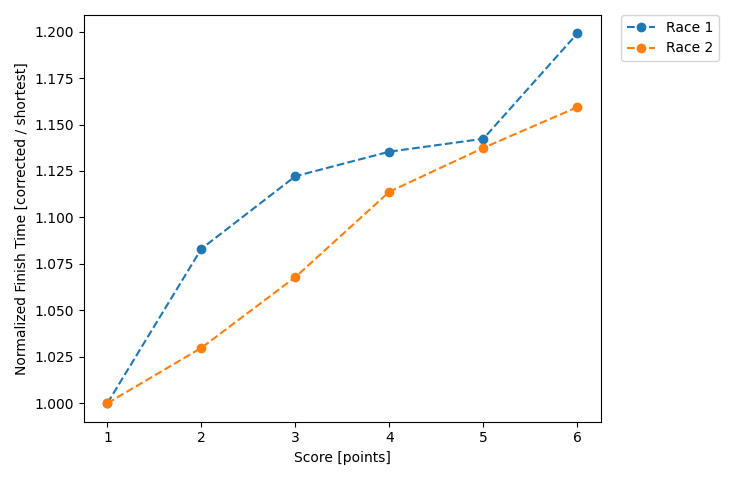 1.200
1.175
1.150
1.125
1.100
1.075
1.050
1.025
1.000
Normalized Finish Time [corrected / shortest]
1 2 3 4 5 6
Score [points]
Race 1
Race 2